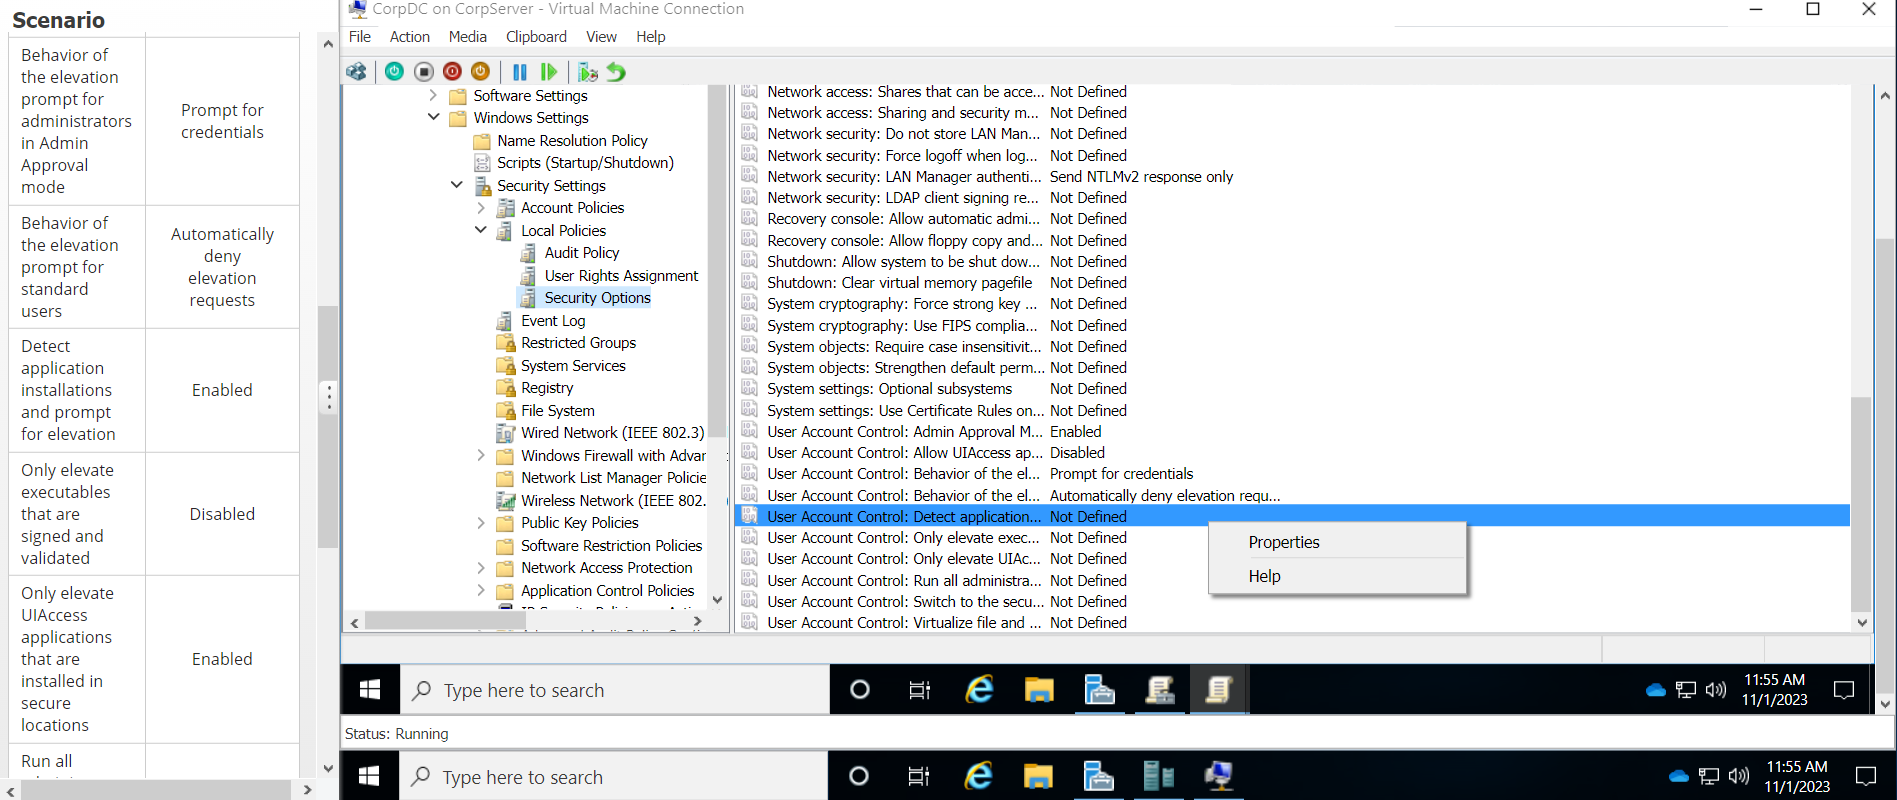 Scenario
Behavior of
the elevation
prompt for
administrators
in Admin
Approval
mode
Prompt for
credentials
Behavior of
the elevation
prompt for
standard
users
Automatically
deny
elevation
requests
Detect
application
installations
and prompt
for elevation
Enabled
Only elevate
executables
that are
signed and
validated
Disabled
Only elevate
UIAccess
applications
that are
installed in
secure
locations
Enabled
Run all
CorpDC on CorpServer - Virtual Machine Connection
File Action Media Clipboard View Help
Software Settings
Windows Settings
Name Resolution Policy
Scripts (Startup/Shutdown)
Security Settings
Account Policies
Local Policies
Audit Policy
User Rights Assignment
Security Options
Event Log
Restricted Groups
System Services
Registry
File System
Wired Network (IEEE 802.3)
Windows Firewall with Advar
Network List Manager Policie
Wireless Network (IEEE 802.
Public Key Policies
Software Restriction Policies
Network Access Protection
Application Control Policies
Network access: Shares that can be acce... Not Defined
Network access: Sharing and security m... Not Defined
Network security: Do not store LAN Man... Not Defined
Network security: Force logoff when log... Not Defined
Network security: LAN Manager authenti... Send NTLMv2 response only
Network security: LDAP client signing re... Not Defined
Recovery console: Allow automatic admi... Not Defined
Recovery console: Allow floppy copy and... Not Defined
Shutdown: Allow system to be shut dow... Not Defined
Shutdown: Clear virtual memory pagefile Not Defined
System cryptography: Force strong key ... Not Defined
System cryptography: Use FIPS complia... Not Defined
System objects: Require case insensitivit... Not Defined
System objects: Strengthen default perm... Not Defined
System settings: Optional subsystems Not Defined
System settings: Use Certificate Rules on... Not Defined
User Account Control: Admin Approval M... Enabled
User Account Control: Allow UIAccess ap... Disabled
User Account Control: Behavior of the el... Prompt for credentials
User Account Control: Behavior of the el... Automatically deny elevation requ...
User Account Control: Detect application... Not Defined
User Account Control: Only elevate exec... Not Defined
User Account Control: Only elevate UIAc... Not Defined
User Account Control: Run all administra... Not Defined
User Account Control: Switch to the secu... Not Defined
User Account Control: Virtualize file and ... Not Defined
Properties
Help
Type here to search
11:55 AM
11/1/2023
Status: Running
Type here to search
11:55 AM
11/1/2023